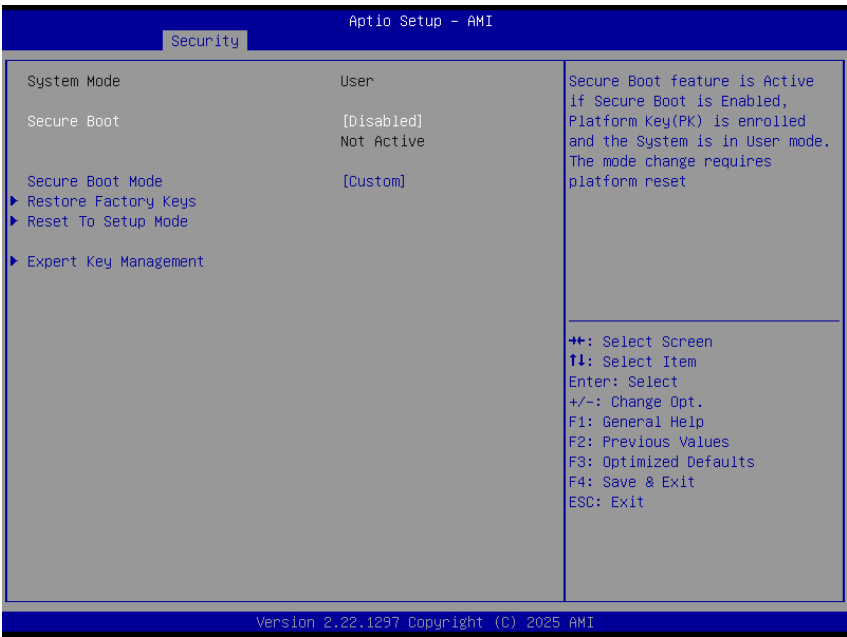 Aptio Setup - AMI
Security
System Mode User
Secure Boot [Disabled]
Not Active
Secure Boot Mode [Custom]
Restore Factory Keys
Reset To Setup Mode
Expert Key Management
Secure Boot feature is Active
if Secure Boot is Enabled,
Platform Key(PK) is enrolled
and the System is in User mode.
The mode change requires
platform reset
→←: Select Screen
↑↓: Select Item
Enter: Select
+/-: Change Opt.
F1: General Help
F2: Previous Values
F3: Optimized Defaults
F4: Save & Exit
ESC: Exit
Version 2.22.1297 Copyright (C) 2025 AMI